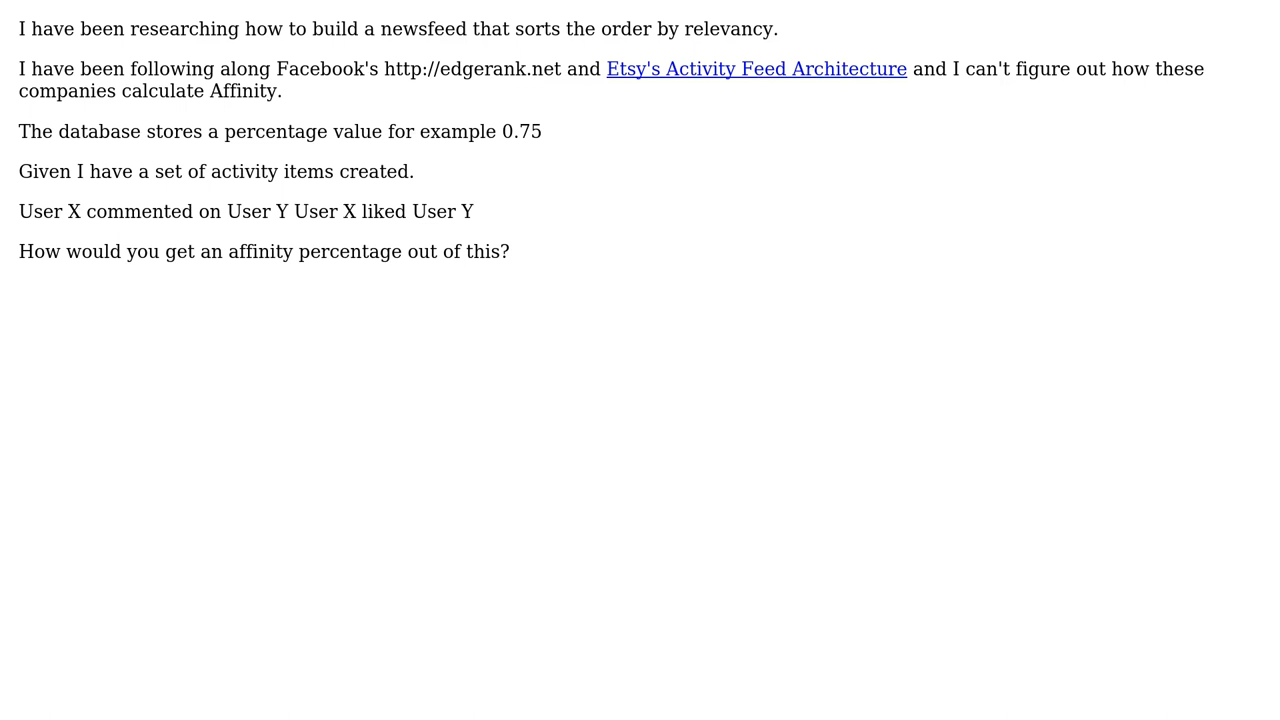 I have been researching how to build a newsfeed that sorts the order by relevancy.
I have been following along Facebook's http://edgerank.net and Etsy's Activity Feed Architecture and I can't figure out how these
companies calculate Affinity.
The database stores a percentage value for example 0.75
Given I have a set of activity items created.
User X commented on User Y User X liked User Y
How would you get an affinity percentage out of this?